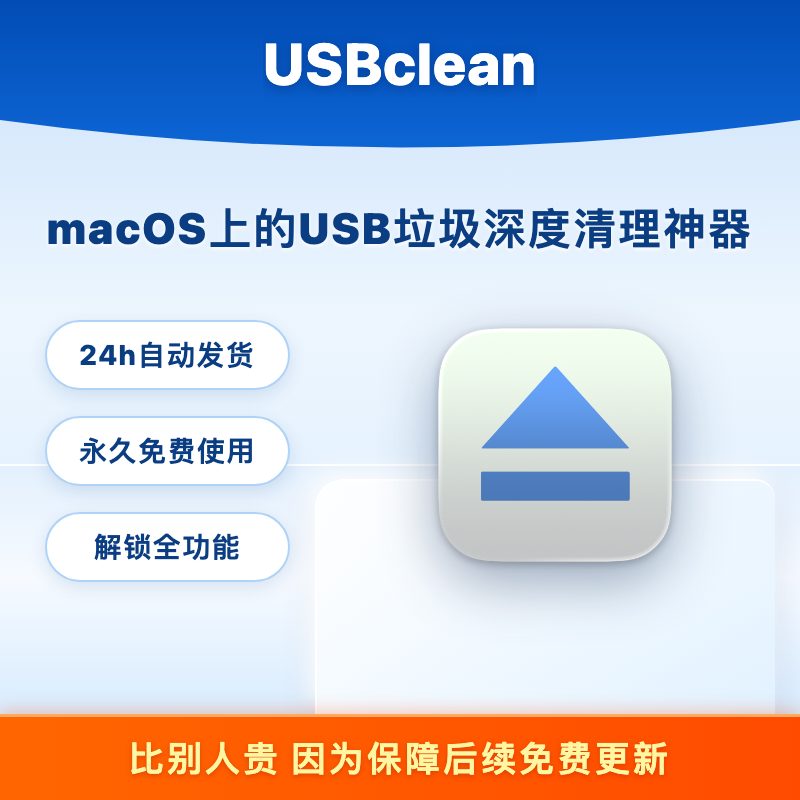 USBclean
macOS上的USB垃圾深度清理神器
24h自动发货
永久免费使用
解锁全功能
比别人贵 因为保障后续免费更新